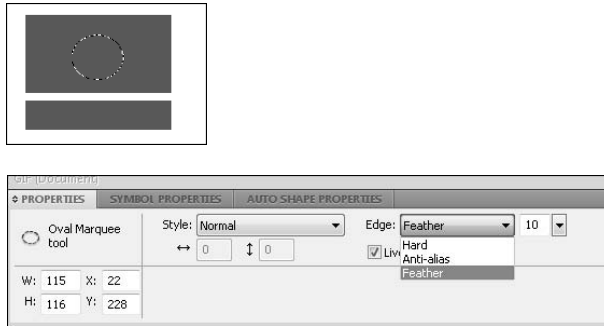 GIF (Document)
PROPERTIES SYMBOL PROPERTIES AUTO SHAPE PROPERTIES
Oval Marquee tool
Style: Normal
0 0
Edge: Feather 10
Liv
Hard
Anti-alias
Feather
W: 115 X: 22
H: 116 Y: 228